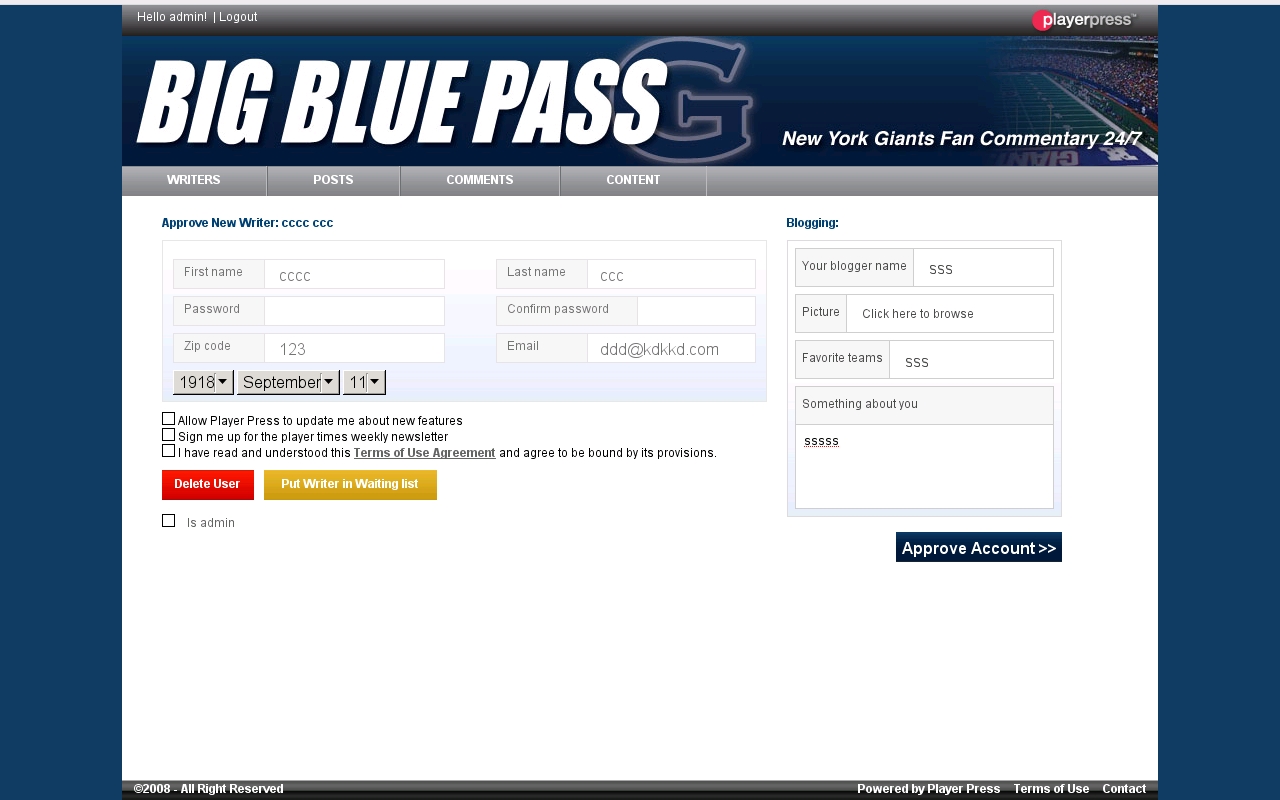 Hello admin! | Logout
playerpress™
BIG BLUE PASS
G
New York Giants Fan Commentary 24/7
GIANTS
WRITERS POSTS COMMENTS CONTENT
Approve New Writer: cccc ccc
First name cccc Last name ccc
Password Confirm password
Zip code 123 Email ddd@kdkkd.com
1918 September 11
Allow Player Press to update me about new features
Sign me up for the player times weekly newsletter
I have read and understood this Terms of Use Agreement and agree to be bound by its provisions.
Delete User Put Writer in Waiting list
Is admin
Blogging:
Your blogger name sss
Picture Click here to browse
Favorite teams sss
Something about you
sssss
Approve Account >>
©2008 - All Right Reserved Powered by Player Press Terms of Use Contact